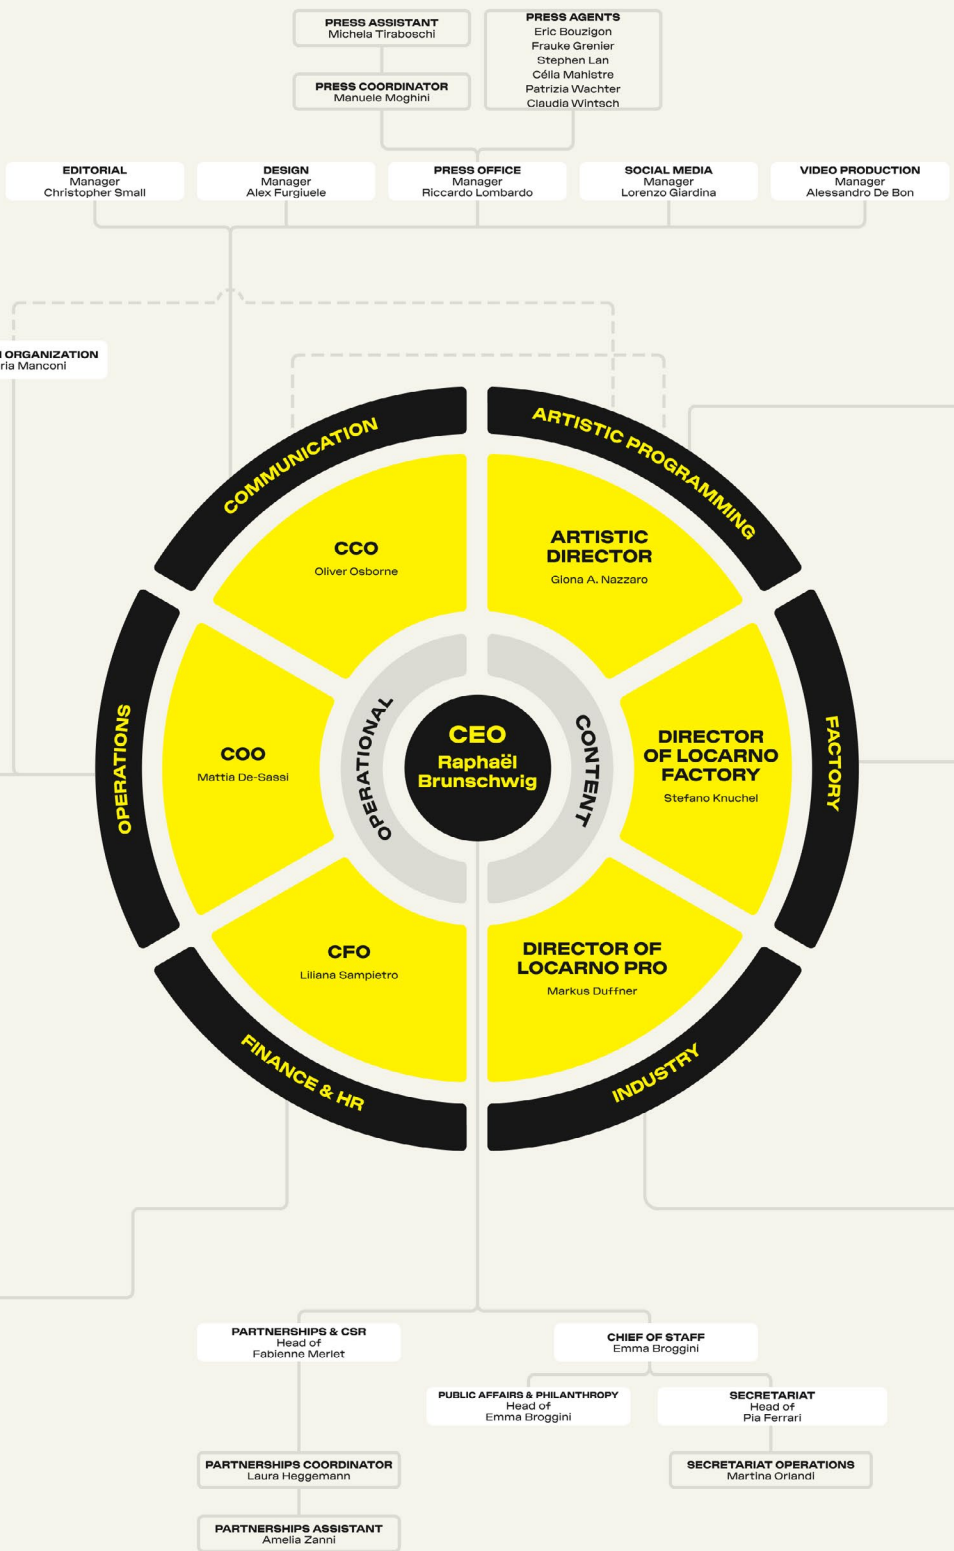 PRESS ASSISTANT
Michela Tiraboschi
PRESS AGENTS
Eric Bouzigon
Frauke Grenier
Stephen Lan
Célia Mahistre
Patrizia Wachter
Claudia Wintsch
PRESS COORDINATOR
Manuele Moghini
EDITORIAL
Manager
Christopher Small
DESIGN
Manager
Alex Furgiuele
PRESS OFFICE
Manager
Riccardo Lombardo
SOCIAL MEDIA
Manager
Lorenzo Giardina
VIDEO PRODUCTION
Manager
Alessandro De Bon
ORGANIZATION
ria Manconi
COMMUNICATION
ARTISTIC PROGRAMMING
CCO
Oliver Osborne
ARTISTIC
DIRECTOR
Giona A. Nazzaro
OPERATIONS
COO
Mattia De-Sassi
OPERATIONAL
CEO
Raphaël
Brunschwig
CONTENT
DIRECTOR
OF LOCARNO
FACTORY
Stefano Knuchel
FACTORY
CFO
Liliana Sampietro
DIRECTOR OF
LOCARNO PRO
Markus Duffner
FINANCE & HR
INDUSTRY
PARTNERSHIPS & CSR
Head of
Fabienne Merlet
CHIEF OF STAFF
Emma Broggini
PUBLIC AFFAIRS & PHILANTHROPY
Head of
Emma Broggini
SECRETARIAT
Head of
Pia Ferrari
PARTNERSHIPS COORDINATOR
Laura Heggemann
SECRETARIAT OPERATIONS
Martina Orlandi
PARTNERSHIPS ASSISTANT
Amelia Zanni